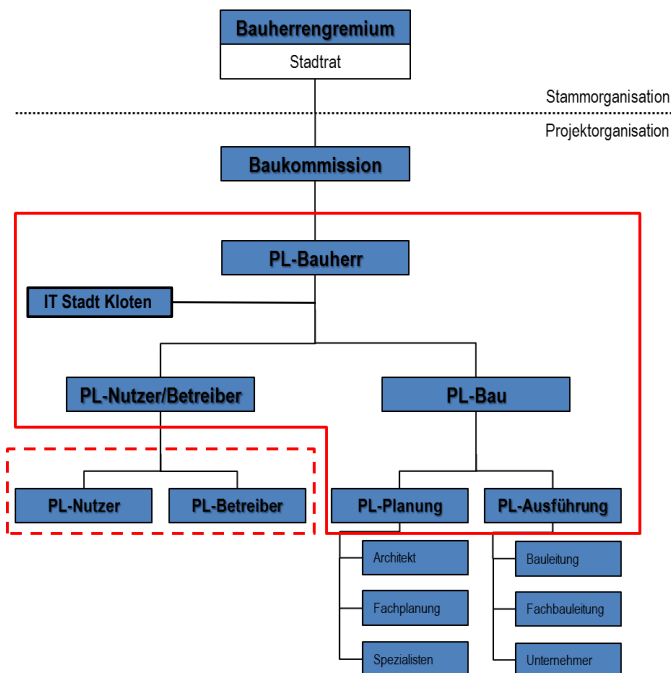 Bauherrengremium
Stadtrat
Stammorganisation
Projektorganisation
Baukommission
PL-Bauherr
IT Stadt Kloten
PL-Nutzer/Betreiber
PL-Bau
PL-Nutzer
PL-Betreiber
PL-Planung
PL-Ausführung
Architekt
Bauleitung
Fachplanung
Fachbauleitung
Spezialisten
Unternehmer